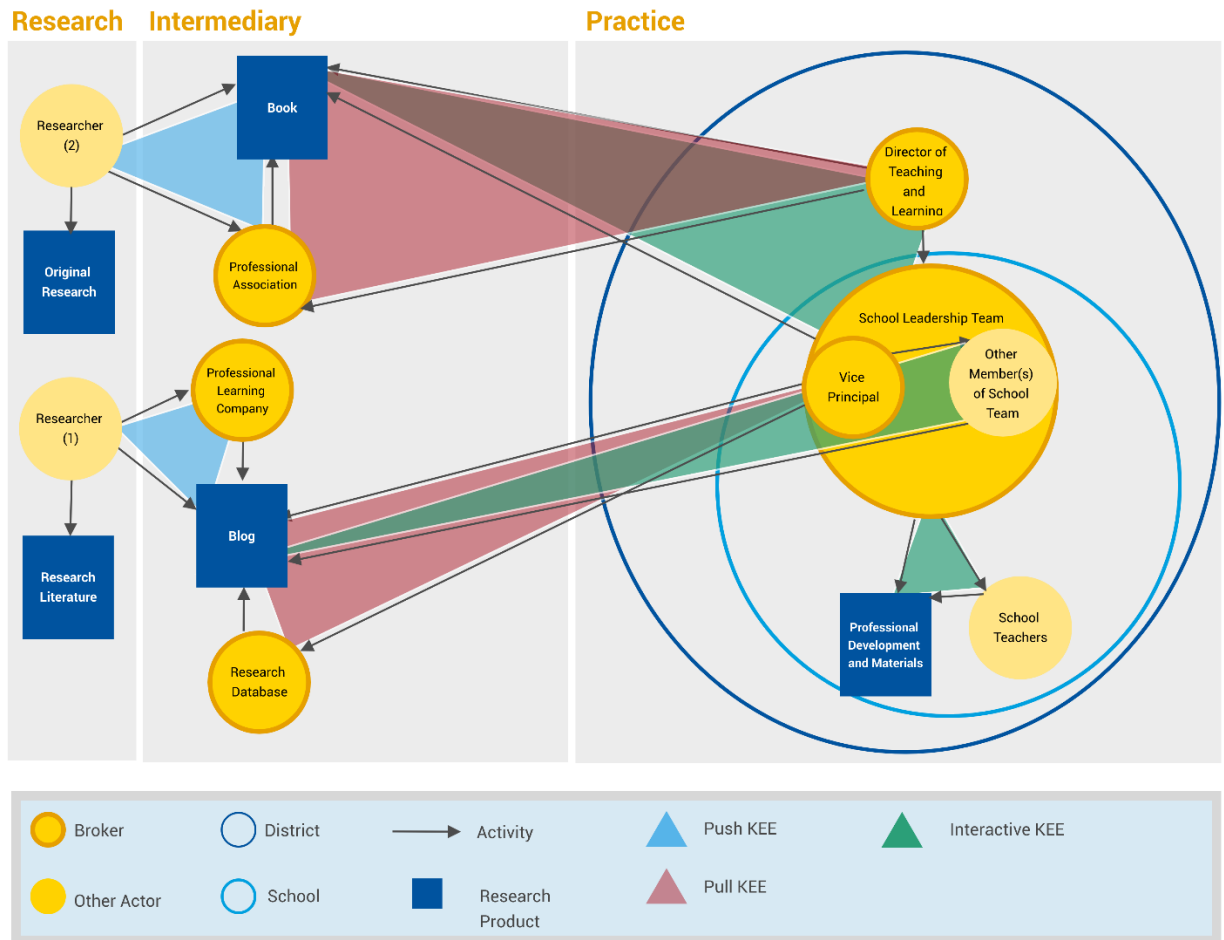 Research
Intermediary
Practice
Researcher
(2)
Book
Director of
Teaching
and
Learning
Original
Research
Professional
Association
School Leadership Team
Professional
Learning
Company
Vice
Principal
Other
Member(s)
of School
Team
Researcher
(1)
Blog
Research
Literature
Research
Database
Professional
Development
and Materials
School
Teachers
Broker
District
Activity
Push KEE
Interactive KEE
Other Actor
School
Research
Product
Pull KEE